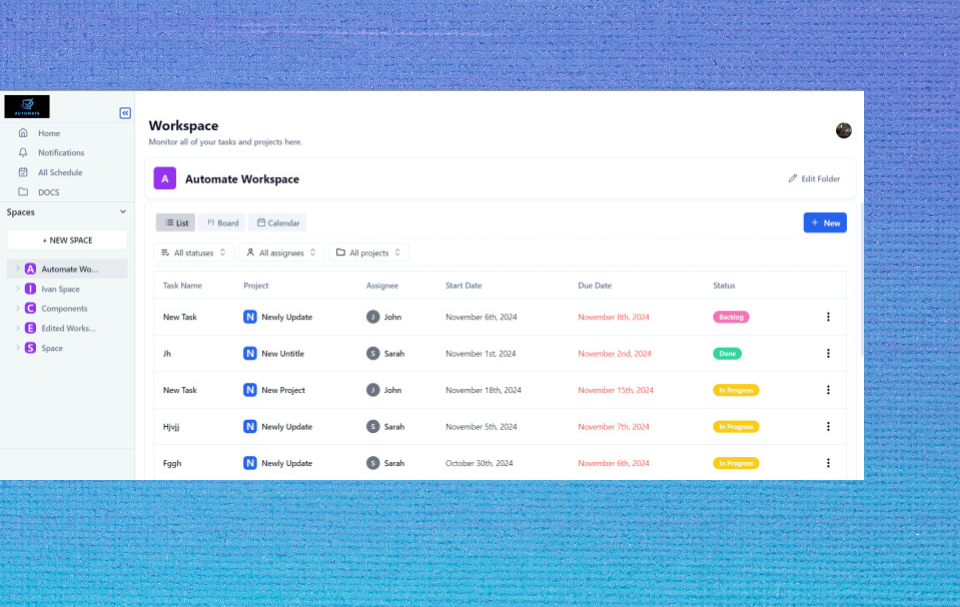 AUTOMATE
Home
Notifications
All Schedule
DOCS
Spaces
+ NEW SPACE
A Automate Wo...
I Ivan Space
C Components
E Edited Works...
S Space
Workspace
Monitor all of your tasks and projects here.
A Automate Workspace
Edit Folder
List Board Calendar
+ New
All statuses All assignees All projects
Task Name Project Assignee Start Date Due Date Status
New Task N Newly Update J John November 6th, 2024 November 8th, 2024 Backlog
Jh N New Untitle S Sarah November 1st, 2024 November 2nd, 2024 Done
New Task N New Project J John November 18th, 2024 November 15th, 2024 In Progress
Hjvjj N Newly Update S Sarah November 5th, 2024 November 7th, 2024 In Progress
Fggh N Newly Update S Sarah October 30th, 2024 November 6th, 2024 In Progress